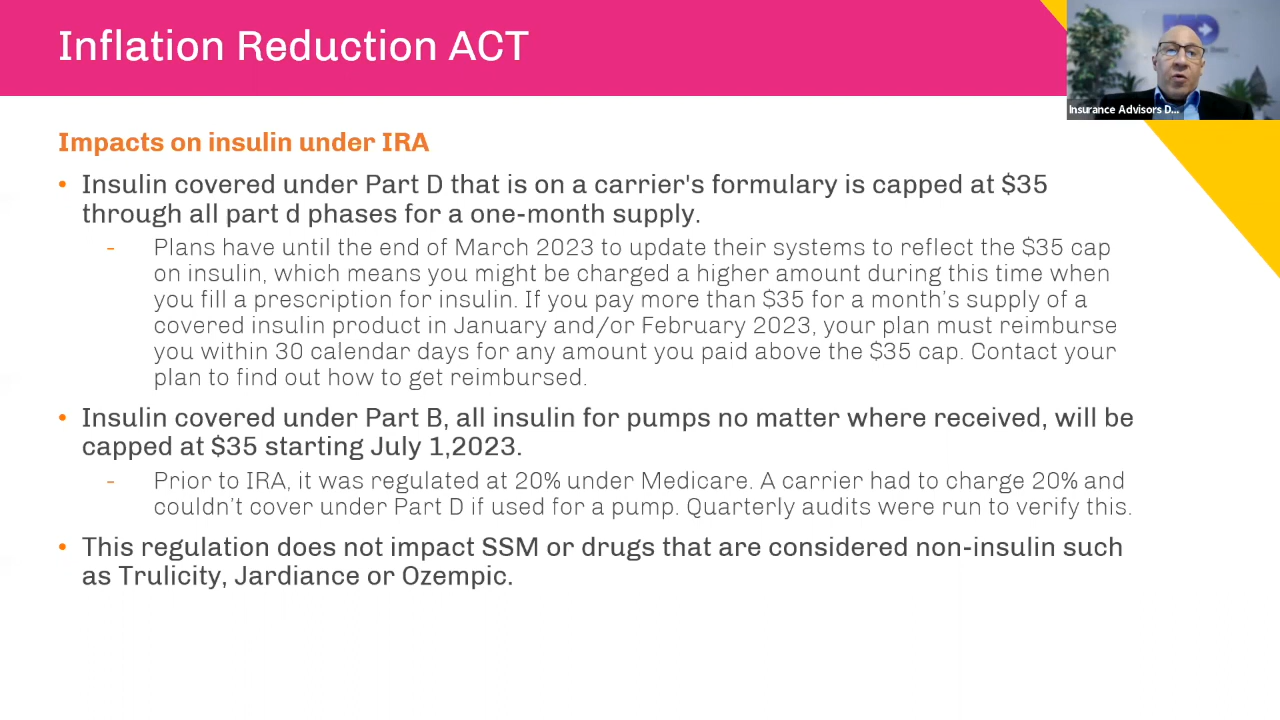 Inflation Reduction ACT
Insurance Advisors D...
Impacts on insulin under IRA
• Insulin covered under Part D that is on a carrier's formulary is capped at $35
through all part d phases for a one-month supply.
- Plans have until the end of March 2023 to update their systems to reflect the $35 cap
on insulin, which means you might be charged a higher amount during this time when
you fill a prescription for insulin. If you pay more than $35 for a month’s supply of a
covered insulin product in January and/or February 2023, your plan must reimburse
you within 30 calendar days for any amount you paid above the $35 cap. Contact your
plan to find out how to get reimbursed.
• Insulin covered under Part B, all insulin for pumps no matter where received, will be
capped at $35 starting July 1,2023.
- Prior to IRA, it was regulated at 20% under Medicare. A carrier had to charge 20% and
couldn’t cover under Part D if used for a pump. Quarterly audits were run to verify this.
• This regulation does not impact SSM or drugs that are considered non-insulin such
as Trulicity, Jardiance or Ozempic.